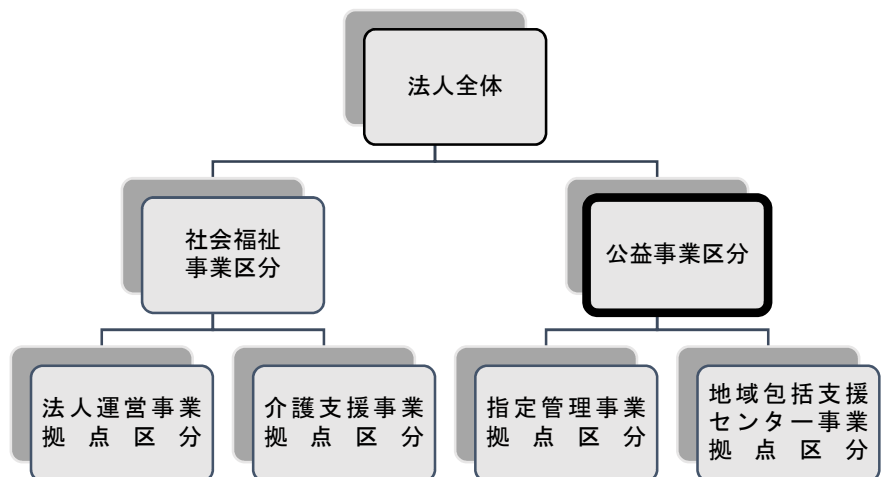 法人全体
社会福祉
事業区分
公益事業区分
法人運営事業
拠点区分
介護支援事業
拠点区分
指定管理事業
拠点区分
地域包括支援
センター事業
拠点区分